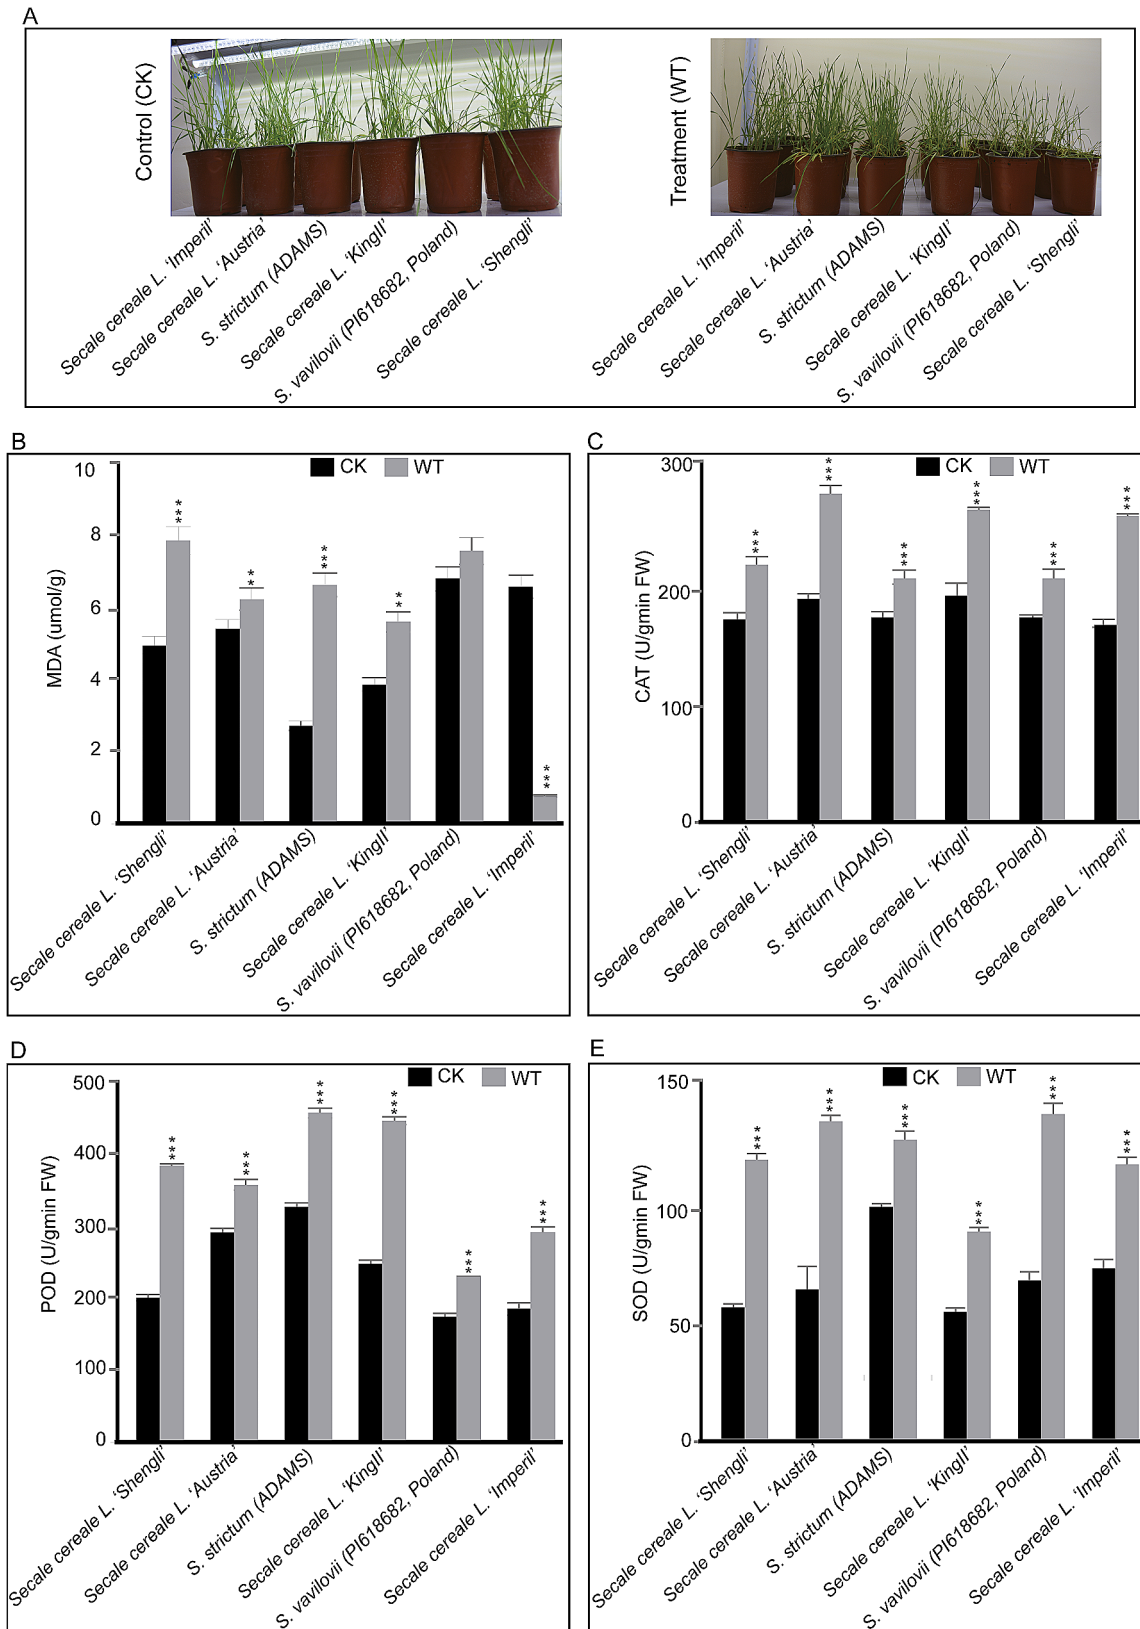 A
Control (CK)
Treatment (WT)
Secale cereale L. ‘Imperil’
Secale cereale L. ‘Austria’
S. strictum (ADAMS)
Secale cereale L. ‘KingII’
S. vavilovii (PI618682, Poland)
Secale cereale L. ‘Shengli’
Secale cereale L. ‘Imperil’
Secale cereale L. ‘Austria’
S. strictum (ADAMS)
Secale cereale L. ‘KingII’
S. vavilovii (PI618682, Poland)
Secale cereale L. ‘Shengli’
B
CK WT
MDA (umol/g)
10
8
6
4
2
0
***
**
***
**
***
Secale cereale L. ‘Shengli’
Secale cereale L. ‘Austria’
S. strictum (ADAMS)
Secale cereale L. ‘KingII’
S. vavilovii (PI618682, Poland)
Secale cereale L. ‘Imperil’
C
CK WT
CAT (U/gmin FW)
300
200
100
0
***
***
***
***
***
***
Secale cereale L. ‘Shengli’
Secale cereale L. ‘Austria’
S. strictum (ADAMS)
Secale cereale L. ‘KingII’
S. vavilovii (PI618682, Poland)
Secale cereale L. ‘Imperil’
D
CK WT
POD (U/gmin FW)
500
400
300
200
100
0
***
***
***
***
***
***
Secale cereale L. ‘Shengli’
Secale cereale L. ‘Austria’
S. strictum (ADAMS)
Secale cereale L. ‘KingII’
S. vavilovii (PI618682, Poland)
Secale cereale L. ‘Imperil’
E
CK WT
SOD (U/gmin FW)
150
100
50
0
***
***
***
***
***
***
Secale cereale L. ‘Shengli’
Secale cereale L. ‘Austria’
S. strictum (ADAMS)
Secale cereale L. ‘KingII’
S. vavilovii (PI618682, Poland)
Secale cereale L. ‘Imperil’